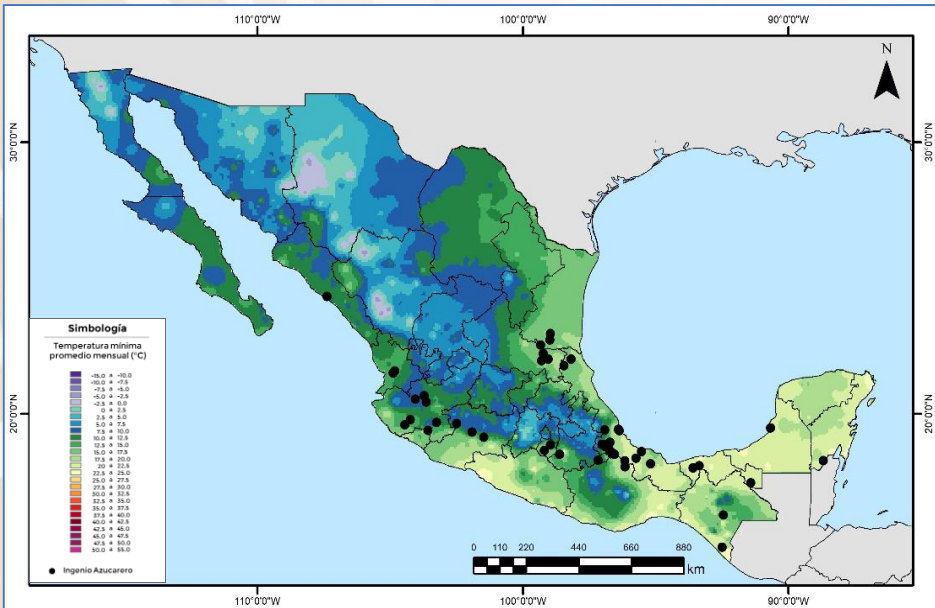 110°0'0"W 100°0'0"W 90°0'0"W
N
30°0'0"N 30°0'0"N
20°0'0"N 20°0'0"N
Simbología
Temperatura mínima
promedio mensual (°C)
-15.0 a -10.0
-10.0 a -7.5
-7.5 a -5.0
-5.0 a -2.5
-2.5 a 0.0
0 a 2.5
2.5 a 5.0
5.0 a 7.5
7.5 a 10.0
10.0 a 12.5
12.5 a 15.0
15.0 a 17.5
17.5 a 20.0
20 a 22.5
22.5 a 25.0
25.0 a 27.5
27.5 a 30.0
30.0 a 32.5
32.5 a 35.0
35.0 a 37.5
37.5 a 40.0
40.0 a 42.5
42.5 a 45.0
45.0 a 47.5
47.5 a 50.0
50.0 a 55.0
Ingenio Azucarero
0 110 220 440 660 880
km
110°0'0"W 100°0'0"W 90°0'0"W